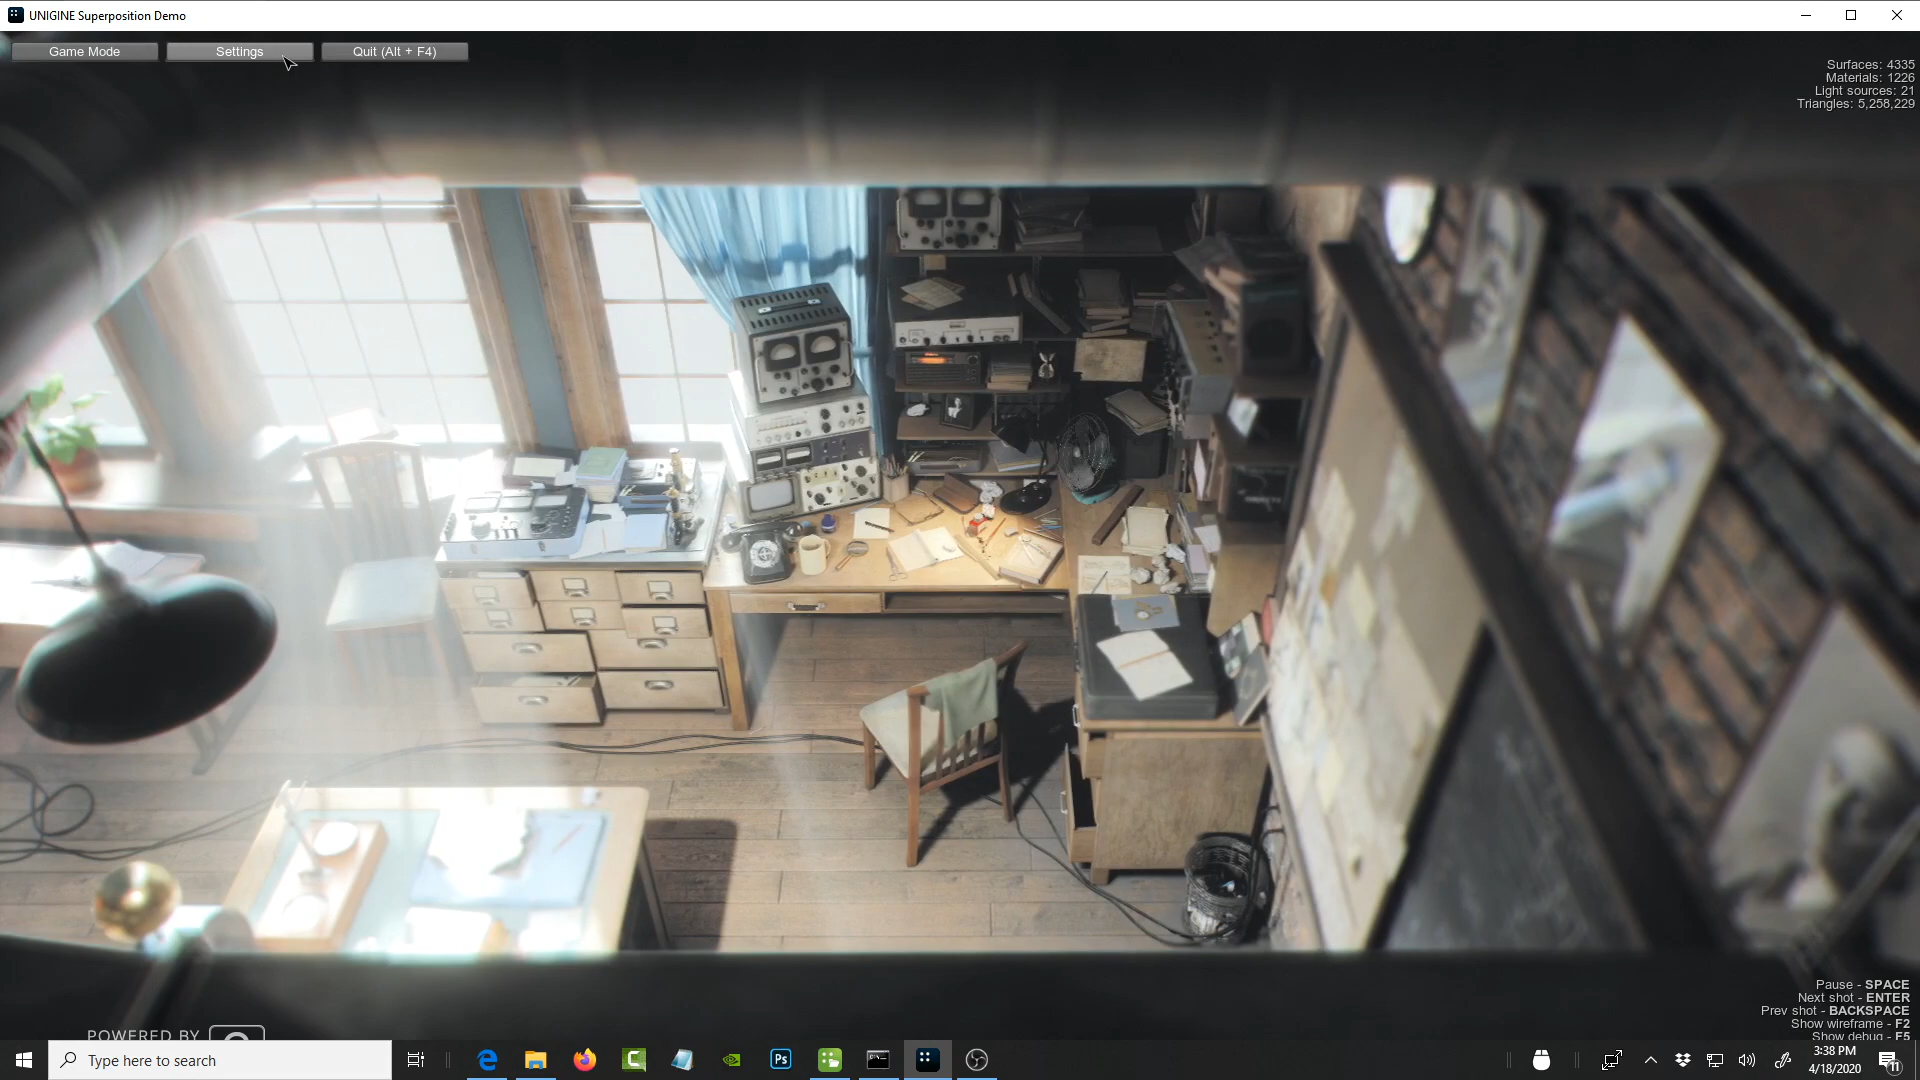 UNIGINE Superposition Demo
Game Mode
Settings
Quit (Alt + F4)
Surfaces: 4335
Materials: 1226
Light sources: 21
Triangles: 5,258,229
Pause - SPACE
Next shot - ENTER
Prev shot - BACKSPACE
Show wireframe - F2
Show debug - F5
POWERED BY
Type here to search
Ps
3:38 PM
4/18/2020
11